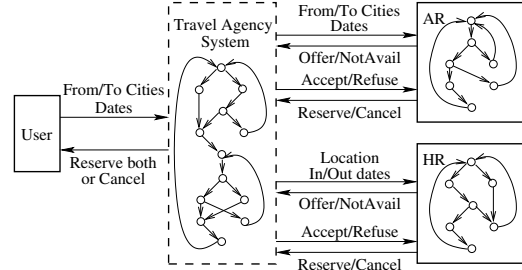 Travel Agency
System
From/To Cities
Dates
User
Reserve both
or Cancel
From/To Cities
Dates
Offer/NotAvail
Accept/Refuse
Reserve/Cancel
AR
Location
In/Out dates
Offer/NotAvail
Accept/Refuse
Reserve/Cancel
HR